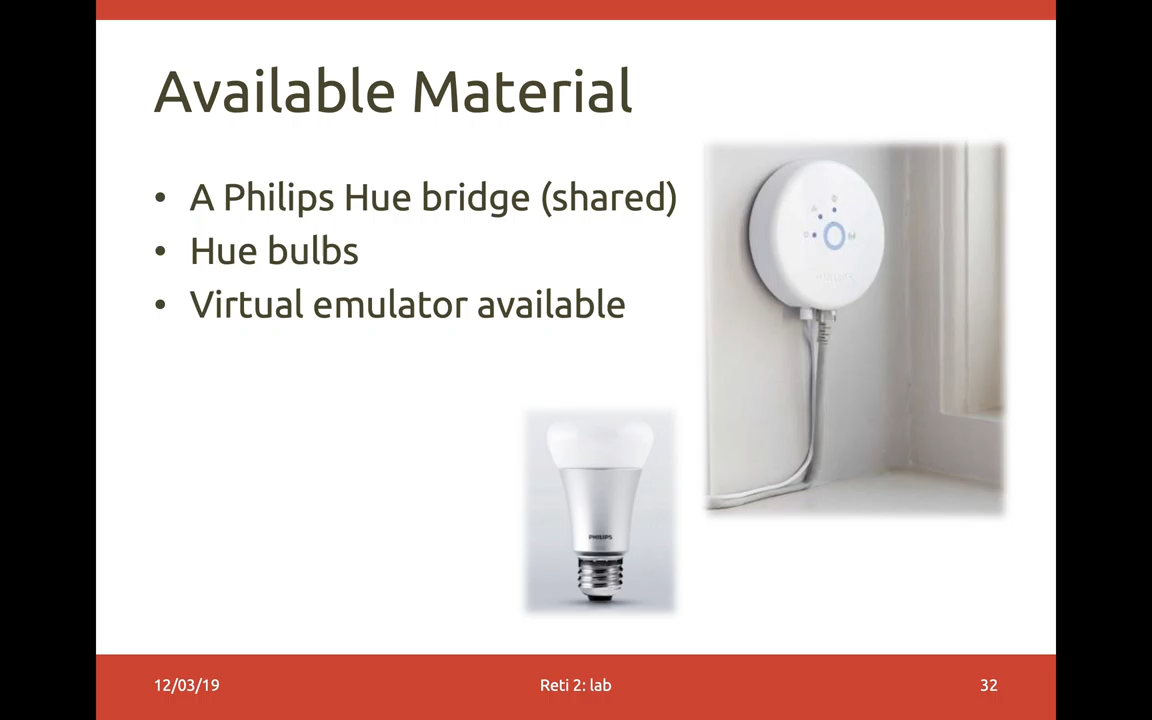 Available Material
• A Philips Hue bridge (shared)
• Hue bulbs
• Virtual emulator available
PHILIPS
PHILIPS
12/03/19
Reti 2: lab
32